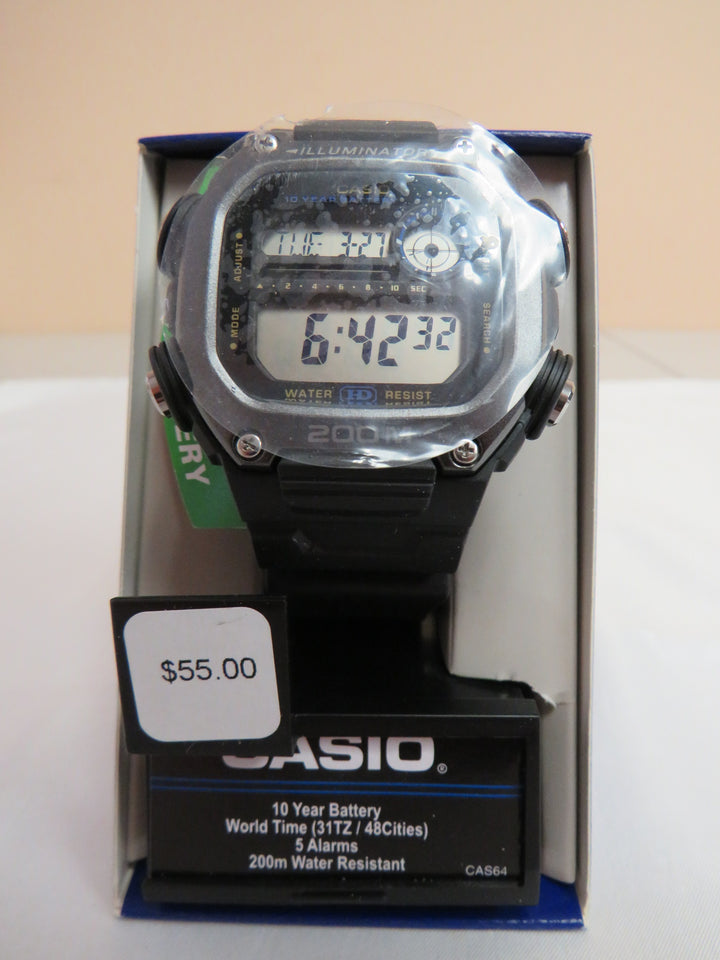 ILLUMINATOR
CASIO
10 YEAR BATTERY
TUE 3-27
ADJUST
- 2 - 4 - 6 - 8 - 10 SEC
MODE
SEARCH
6:42 32
WATER HD RESIST
200M
ERY
$55.00
CASIO®
10 Year Battery
World Time (31TZ / 48Cities)
5 Alarms
200m Water Resistant
CAS64